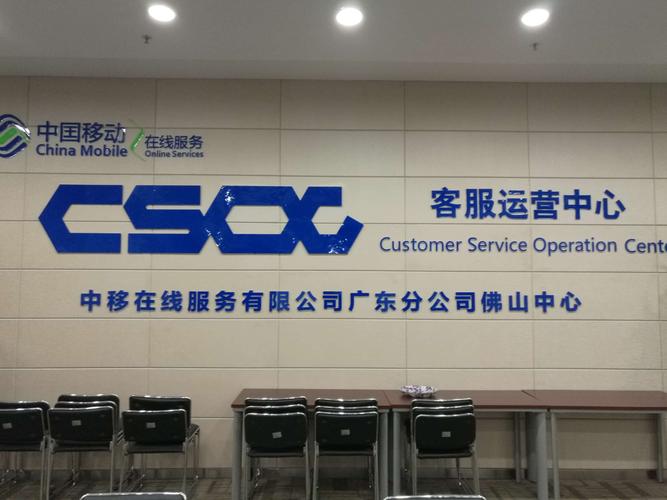 中国移动
China Mobile
在线服务
Online Services
CSOC
客服运营中心
Customer Service Operation Cente
中移在线服务有限公司广东分公司佛山中心